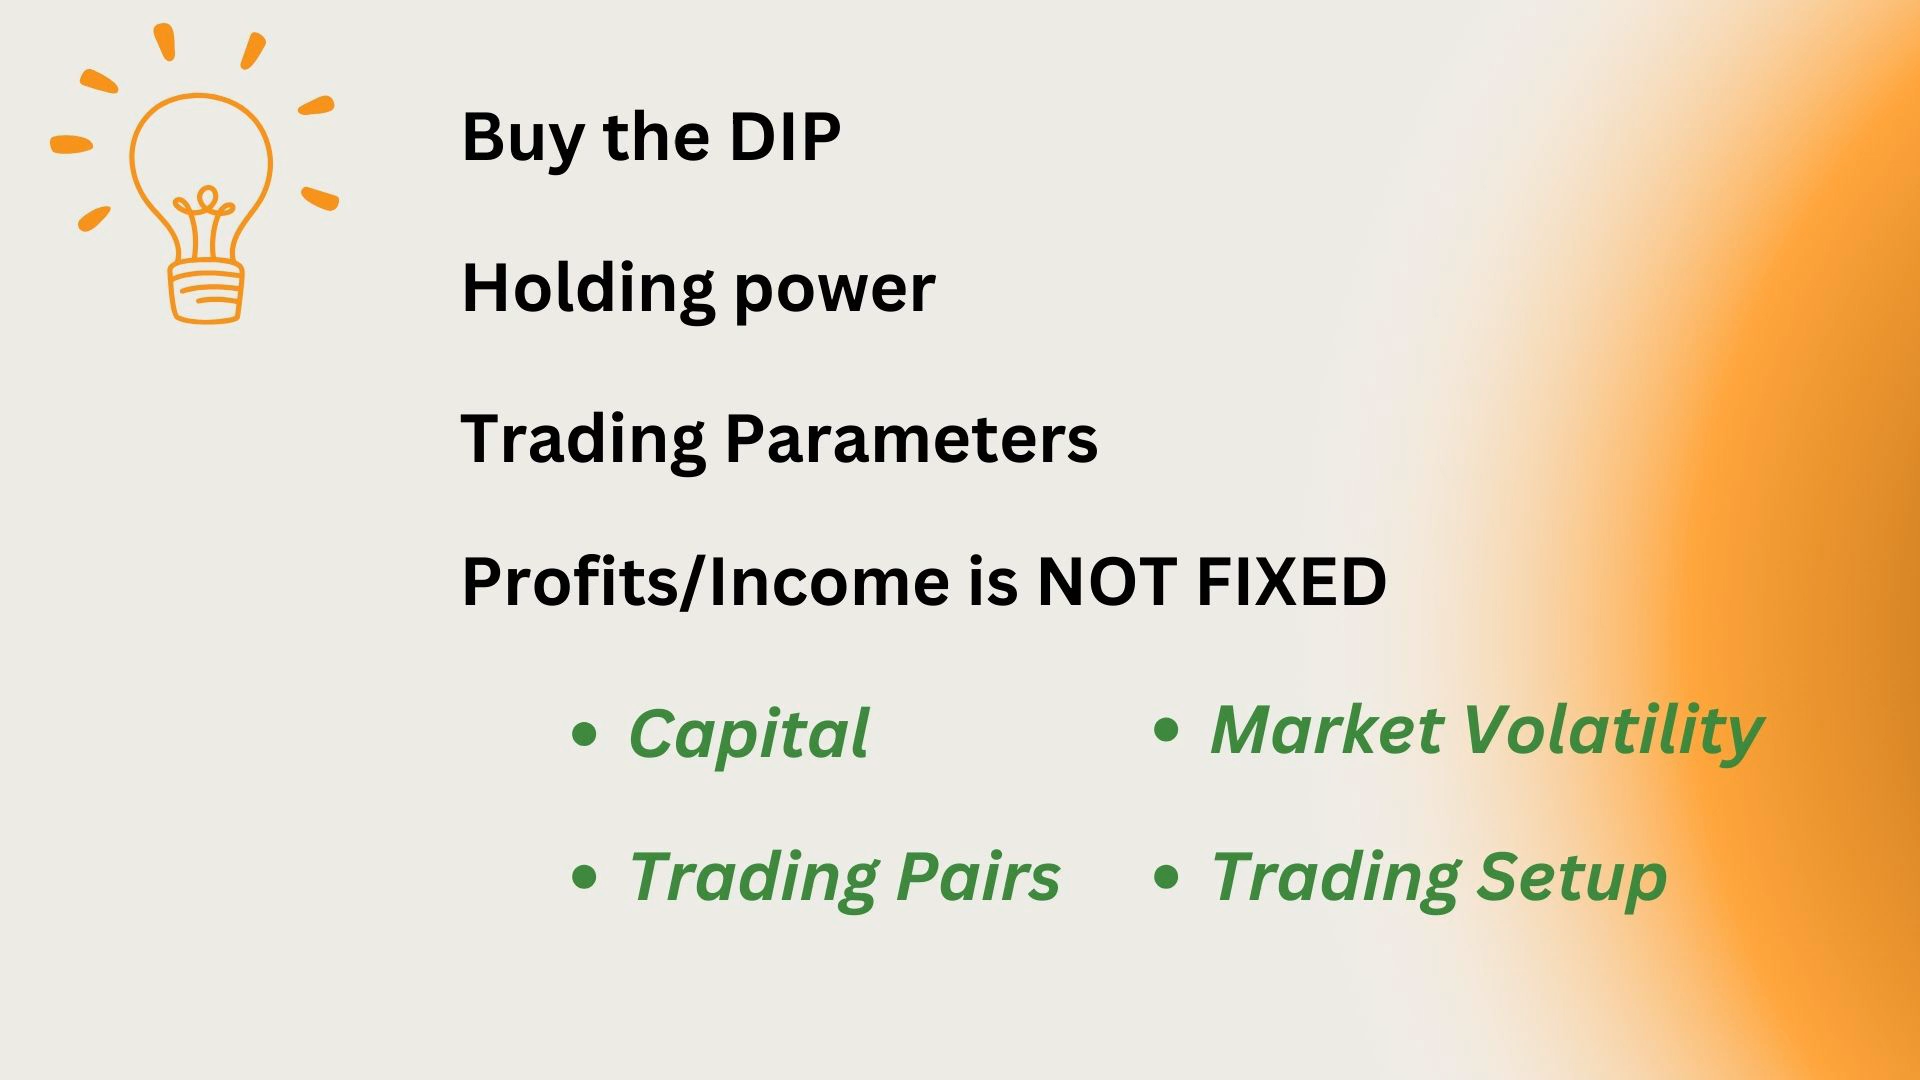 Buy the DIP
Holding power
Trading Parameters
Profits/Income is NOT FIXED
• Capital
• Market Volatility
• Trading Pairs
• Trading Setup